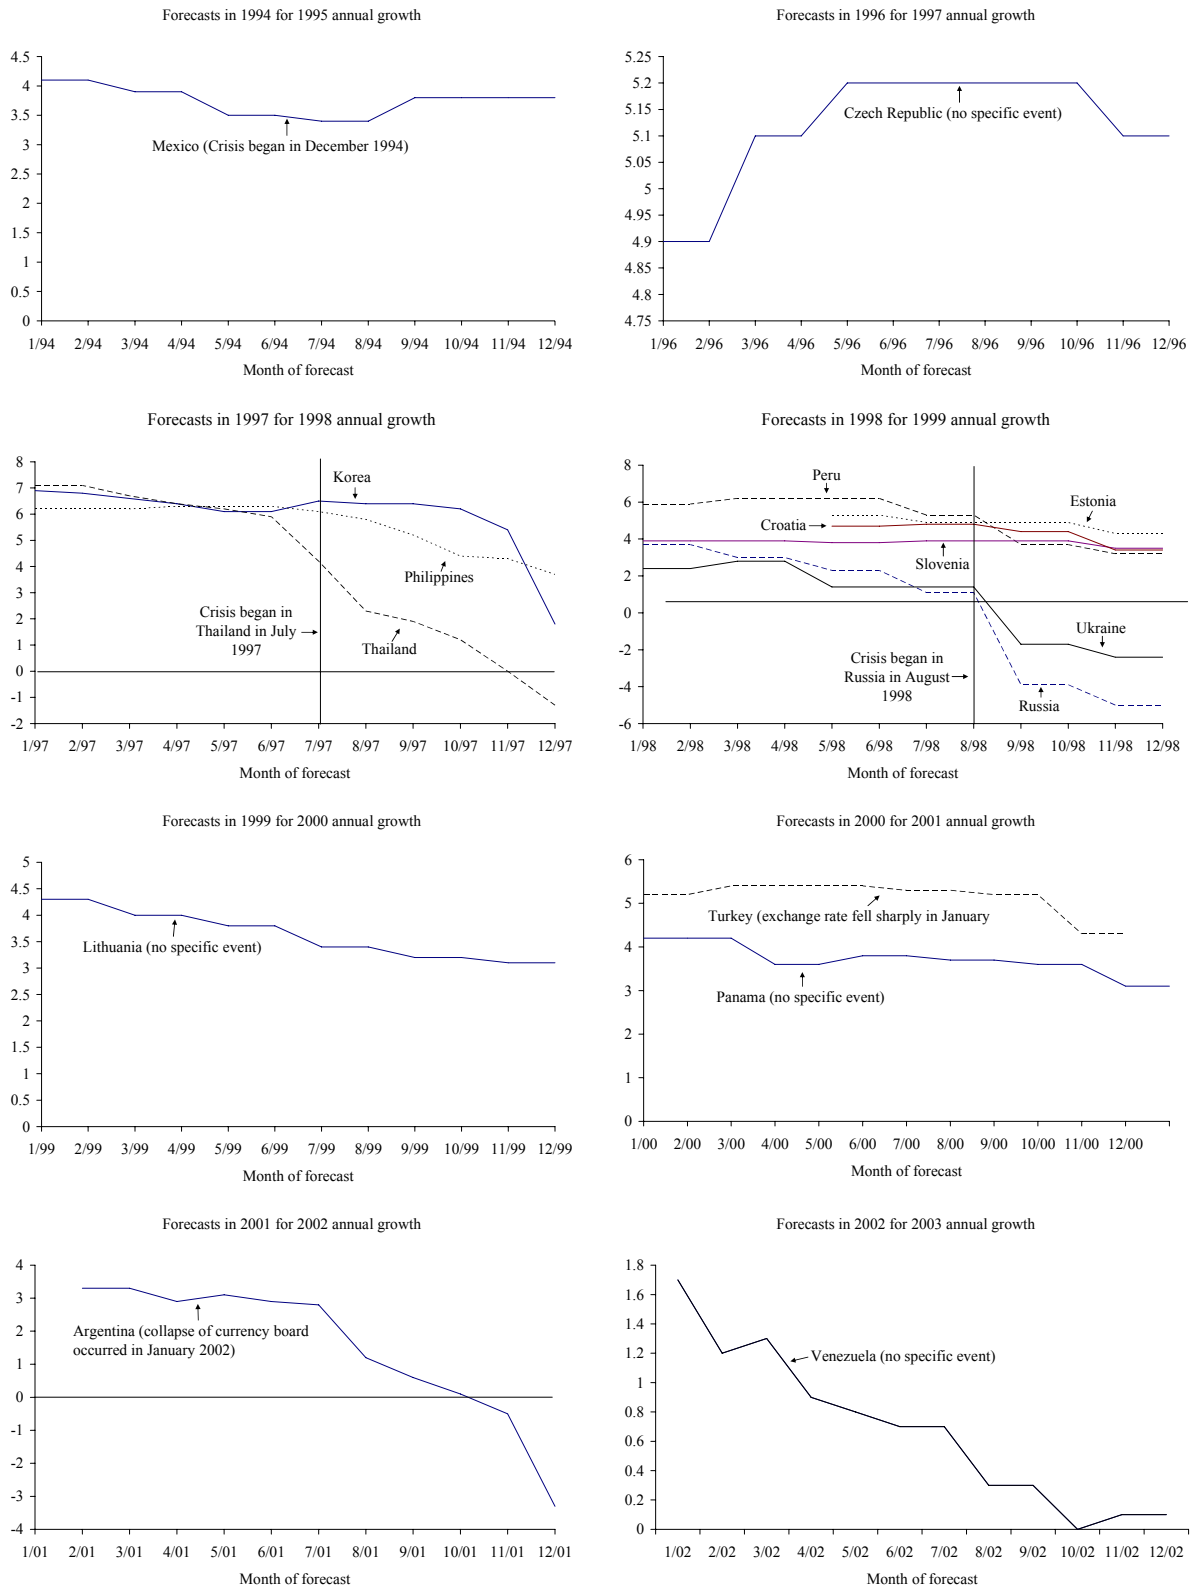 Forecasts in 1994 for 1995 annual growth
4.5
4
3.5
3
2.5
2
1.5
1
0.5
0
Mexico (Crisis began in December 1994)
1/94 2/94 3/94 4/94 5/94 6/94 7/94 8/94 9/94 10/94 11/94 12/94
Month of forecast
Forecasts in 1996 for 1997 annual growth
5.25
5.2
5.15
5.1
5.05
5
4.95
4.9
4.85
4.8
4.75
Czech Republic (no specific event)
1/96 2/96 3/96 4/96 5/96 6/96 7/96 8/96 9/96 10/96 11/96 12/96
Month of forecast
Forecasts in 1997 for 1998 annual growth
8
7
6
5
4
3
2
1
0
-1
-2
Korea
Philippines
Crisis began in
Thailand in July
1997
Thailand
1/97 2/97 3/97 4/97 5/97 6/97 7/97 8/97 9/97 10/97 11/97 12/97
Month of forecast
Forecasts in 1998 for 1999 annual growth
8
6
4
2
0
-2
-4
-6
Peru
Estonia
Croatia
Slovenia
Ukraine
Crisis began in
Russia in August
1998
Russia
1/98 2/98 3/98 4/98 5/98 6/98 7/98 8/98 9/98 10/98 11/98 12/98
Month of forecast
Forecasts in 1999 for 2000 annual growth
5
4.5
4
3.5
3
2.5
2
1.5
1
0.5
0
Lithuania (no specific event)
1/99 2/99 3/99 4/99 5/99 6/99 7/99 8/99 9/99 10/99 11/99 12/99
Month of forecast
Forecasts in 2000 for 2001 annual growth
6
5
4
3
2
1
0
Turkey (exchange rate fell sharply in January
Panama (no specific event)
1/00 2/00 3/00 4/00 5/00 6/00 7/00 8/00 9/00 10/00 11/00 12/00
Month of forecast
Forecasts in 2001 for 2002 annual growth
4
3
2
1
0
-1
-2
-3
-4
Argentina (collapse of currency board
occurred in January 2002)
1/01 2/01 3/01 4/01 5/01 6/01 7/01 8/01 9/01 10/01 11/01 12/01
Month of forecast
Forecasts in 2002 for 2003 annual growth
1.8
1.6
1.4
1.2
1
0.8
0.6
0.4
0.2
0
Venezuela (no specific event)
1/02 2/02 3/02 4/02 5/02 6/02 7/02 8/02 9/02 10/02 11/02 12/02
Month of forecast